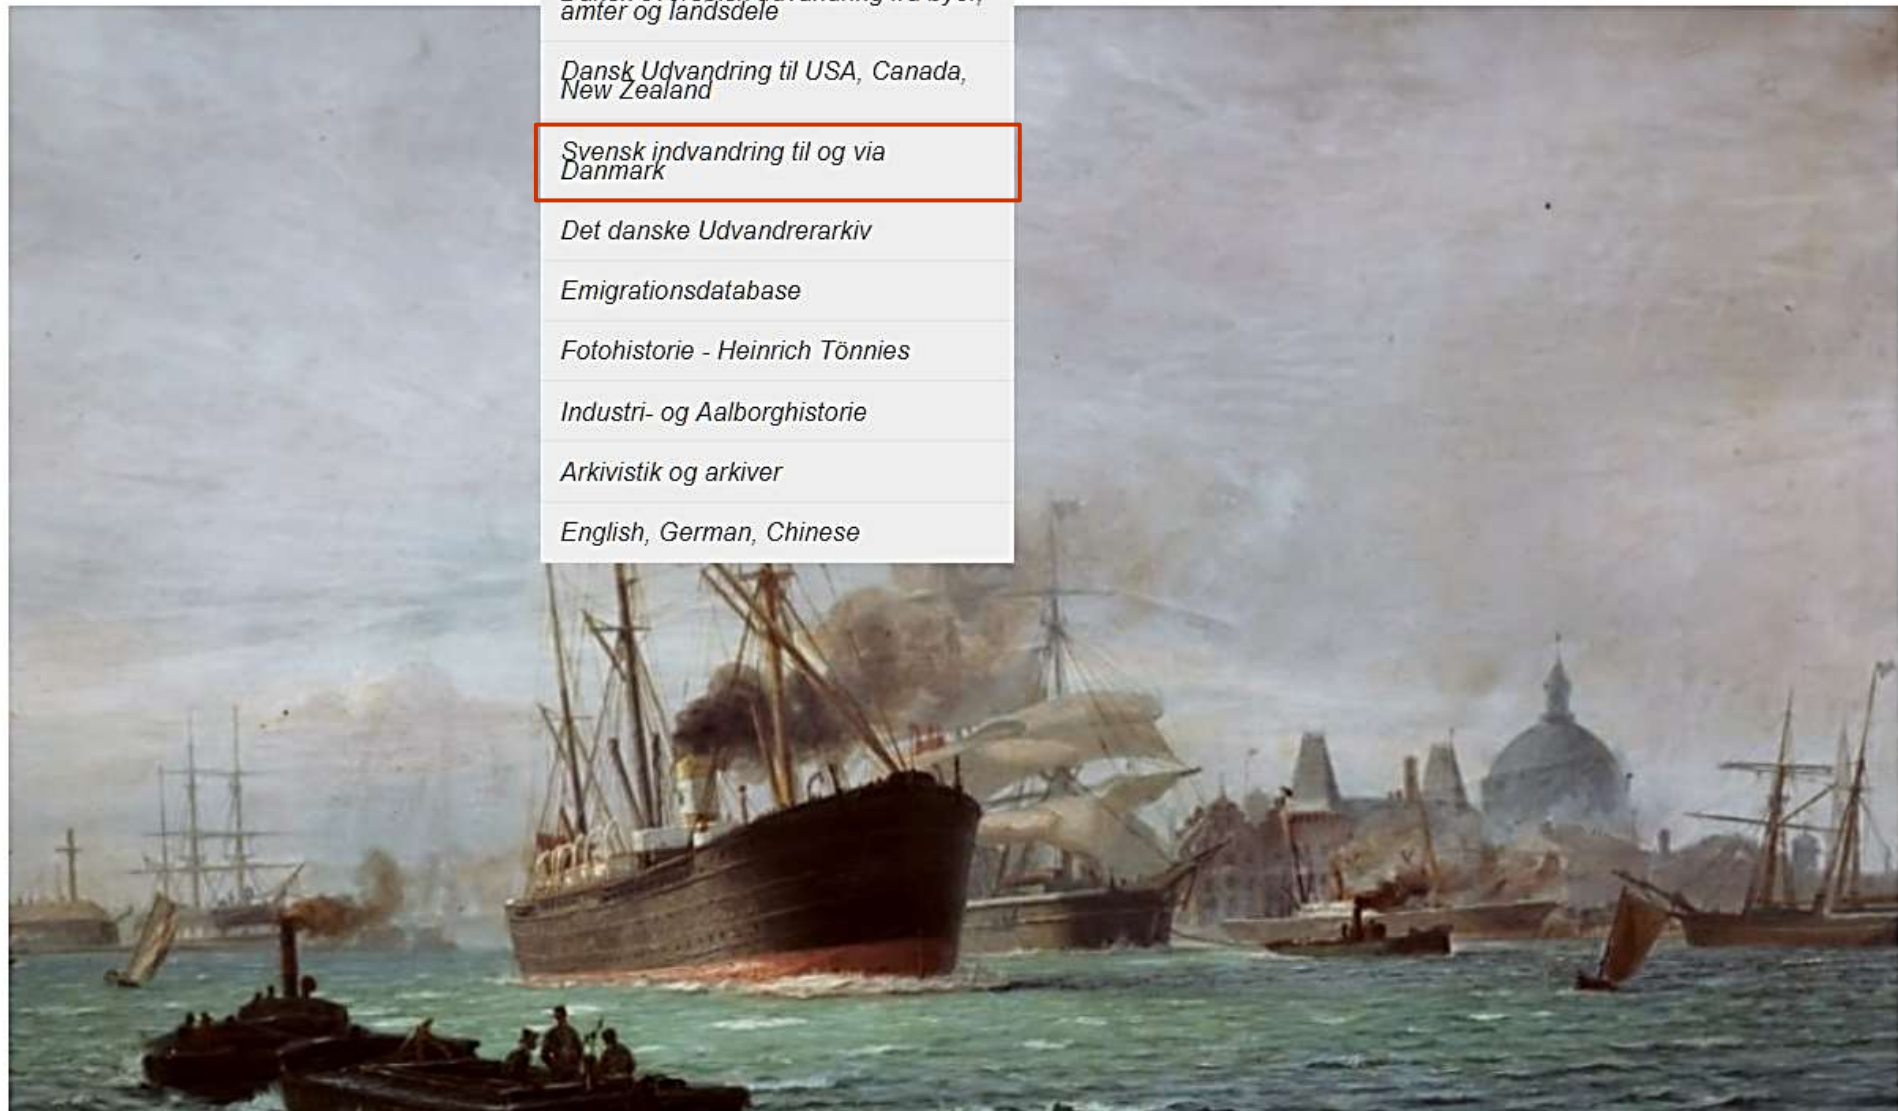 amter og landsdele
Dansk Udvandring til USA, Canada,
New Zealand
Svensk indvandring til og via
Danmark
Det danske Udvandrerarkiv
Emigrationsdatabase
Fotohistorie - Heinrich Tönnies
Industri- og Aalborghistorie
Arkivistik og arkiver
English, German, Chinese